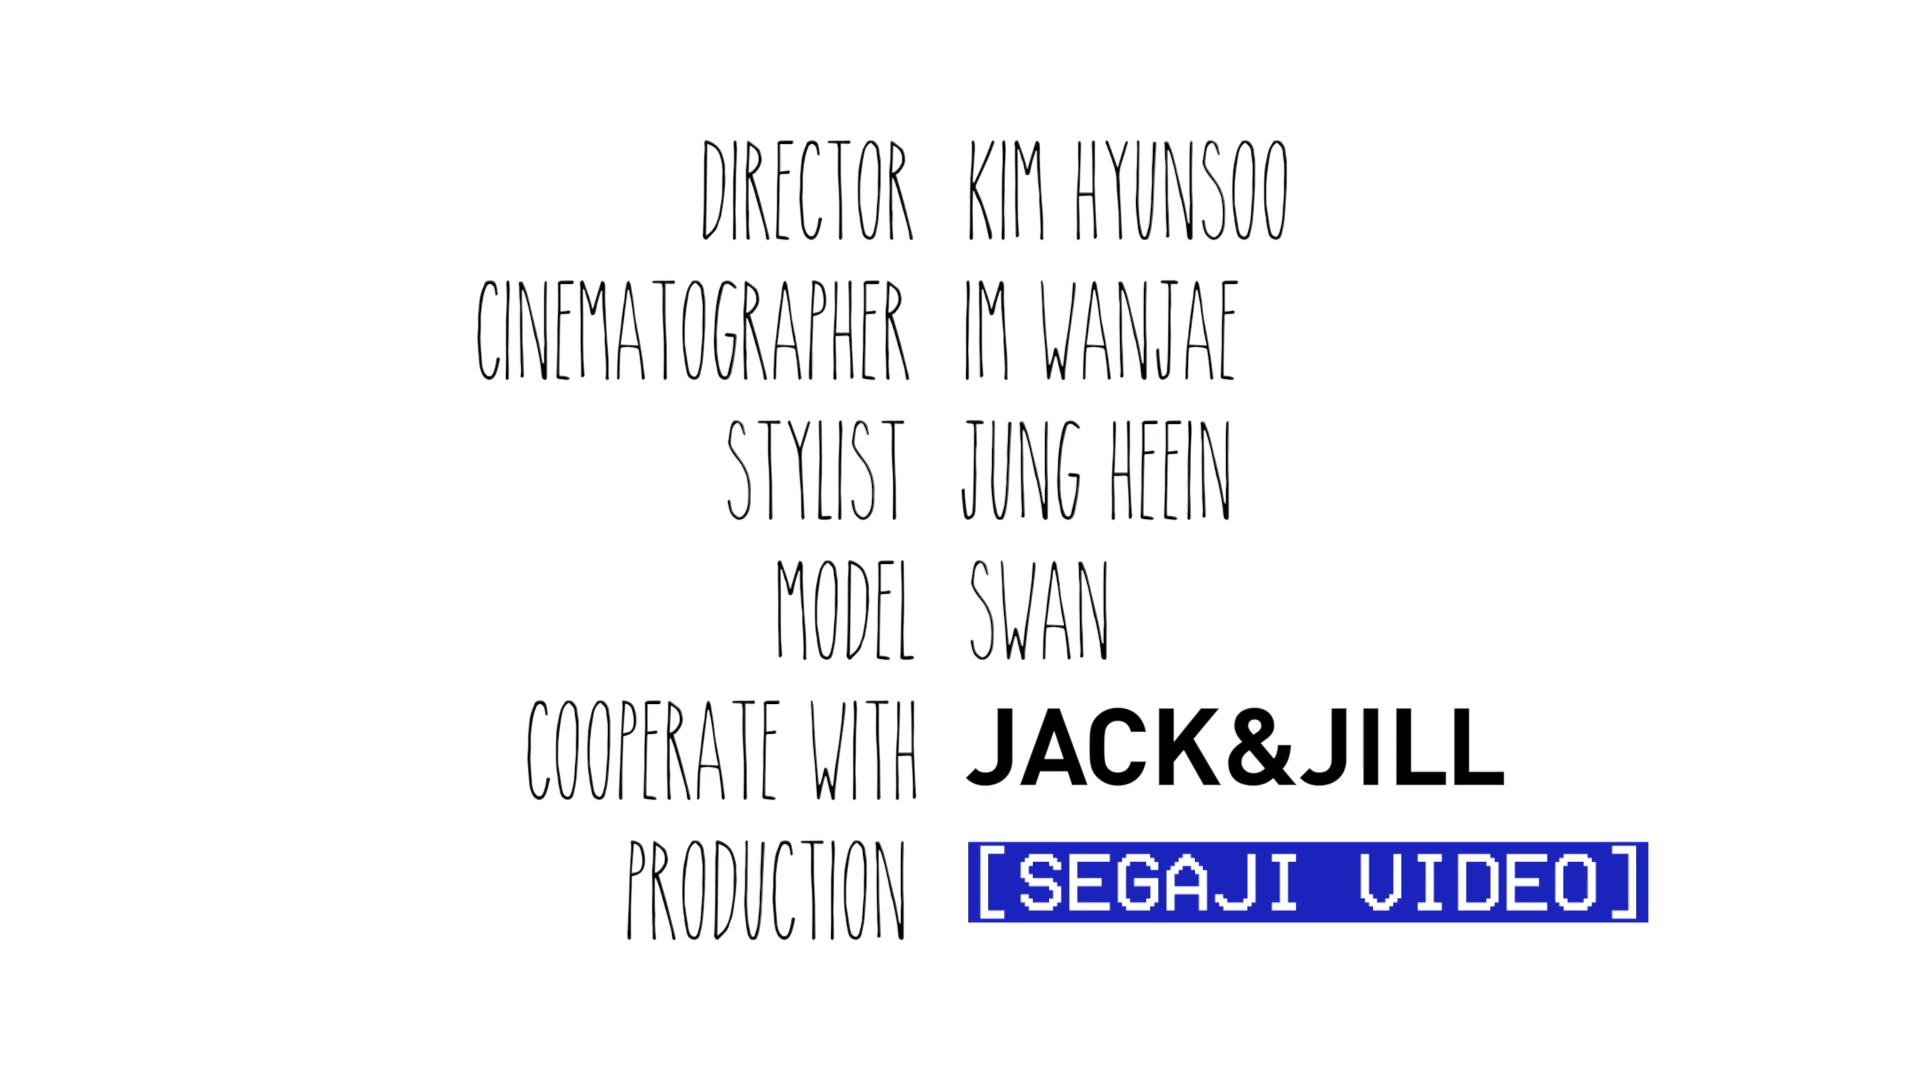 DIRECTOR KIM HYUNSOO
CINEMATOGRAPHER IM WANJAE
STYLIST JUNG HEEIN
MODEL SWAN
COOPERATE WITH JACK&JILL
PRODUCTION [SEGAJI VIDEO]